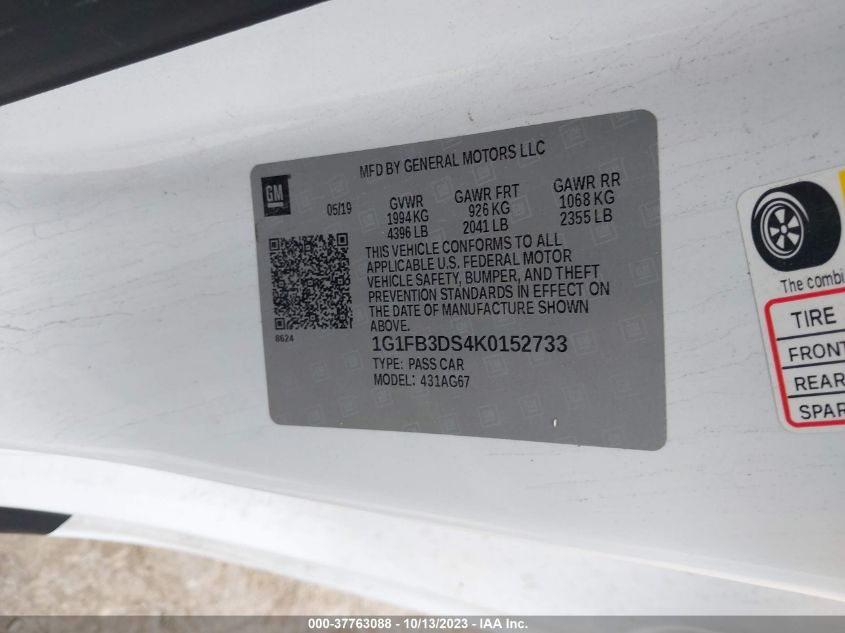 MFD BY GENERAL MOTORS LLC
GM
05/19
GVWR
1994 KG
4396 LB
GAWR FRT
926 KG
2041 LB
GAWR RR
1068 KG
2355 LB
THIS VEHICLE CONFORMS TO ALL
APPLICABLE U.S. FEDERAL MOTOR
VEHICLE SAFETY, BUMPER, AND THEFT
PREVENTION STANDARDS IN EFFECT ON
THE DATE OF MANUFACTURE SHOWN
ABOVE.
8624
1G1FB3DS4K0152733
TYPE: PASS CAR
MODEL: 431AG67
The combi
TIRE
FRONT
REAR
SPAR
000-37763088 - 10/13/2023 - IAA Inc.